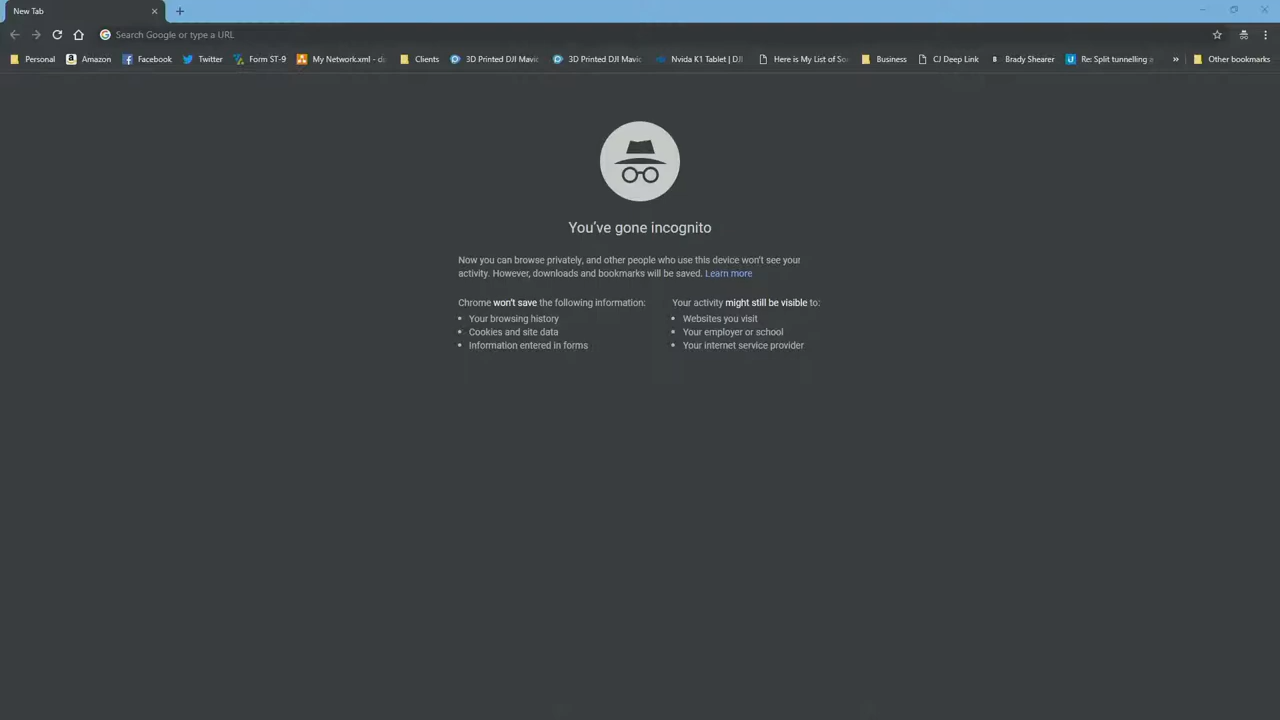 New Tab
Search Google or type a URL
Personal Amazon Facebook Twitter Form ST-9 My Network.xml - d Clients 3D Printed DJI Mavic 3D Printed DJI Mavic Nvida K1 Tablet | DJI Here is My List of So Business CJ Deep Link B Brady Shearer Re: Split tunnelling a » Other bookmarks
You've gone incognito
Now you can browse privately, and other people who use this device won't see your
activity. However, downloads and bookmarks will be saved. Learn more
Chrome won't save the following information:
• Your browsing history
• Cookies and site data
• Information entered in forms
Your activity might still be visible to:
• Websites you visit
• Your employer or school
• Your internet service provider